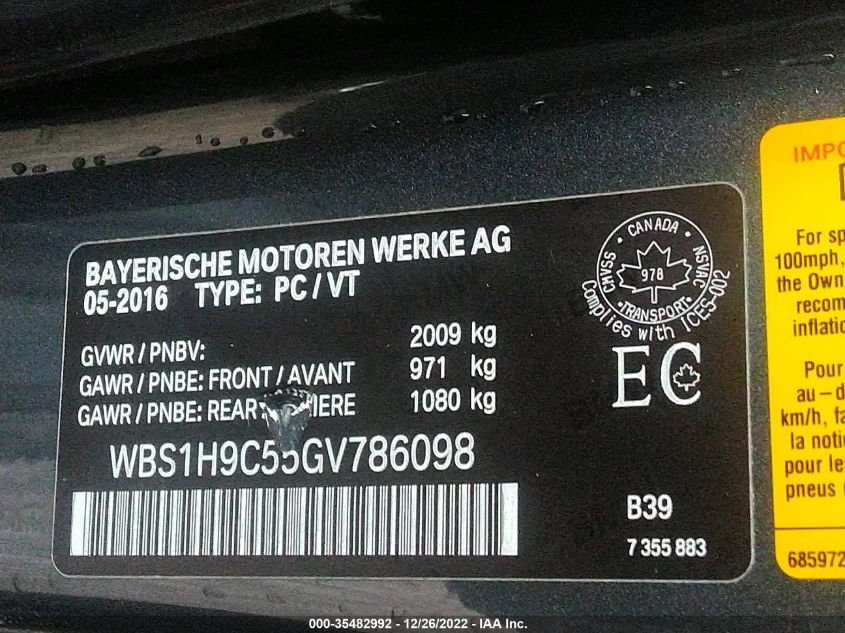 BAYERISCHE MOTOREN WERKE AG
05-2016 TYPE: PC / VT
GVWR / PNBV: 2009 kg
GAWR / PNBE: FRONT / AVANT 971 kg
GAWR / PNBE: REAR 1080 kg
WBS1H9C55GV786098
CANADA
CMVSS NSVAC
978
TRANSPORT
Complies with ICES-002
EC
B39
7 355 883
IMPO
For sp
100mph,
the Own
recom
inflatio
Pour
au-d
km/h, fa
la notic
pour les
pneus
685972
000-35482992 - 12/26/2022 - IAA Inc.